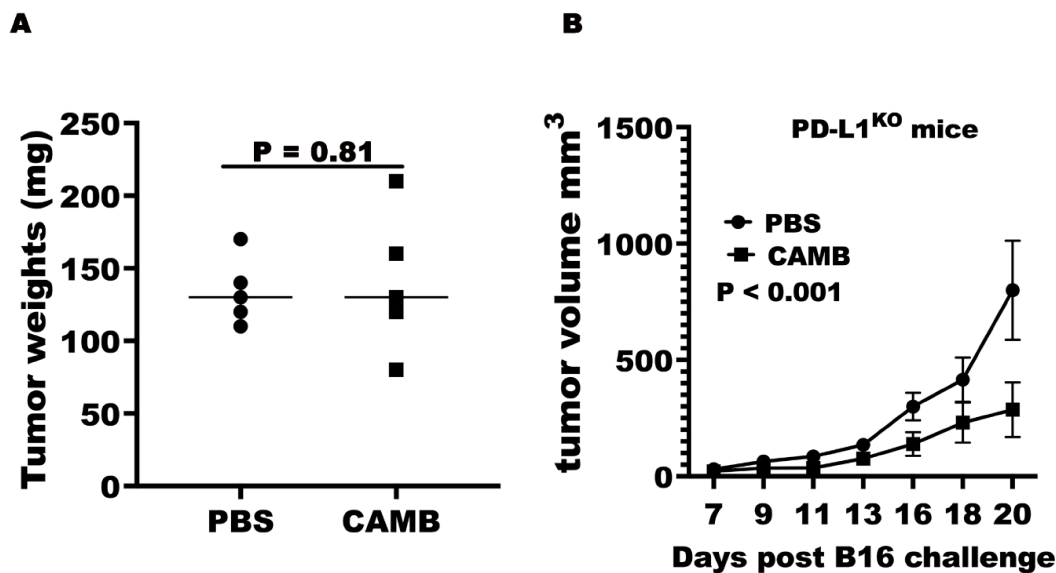 A
Tumor weights (mg)
250
200
150
100
50
0
P = 0.81
PBS CAMB
B
tumor volume mm³
1500
1000
500
0
PD-L1ᴷᴼ mice
PBS
CAMB
P < 0.001
7 9 11 13 16 18 20
Days post B16 challenge